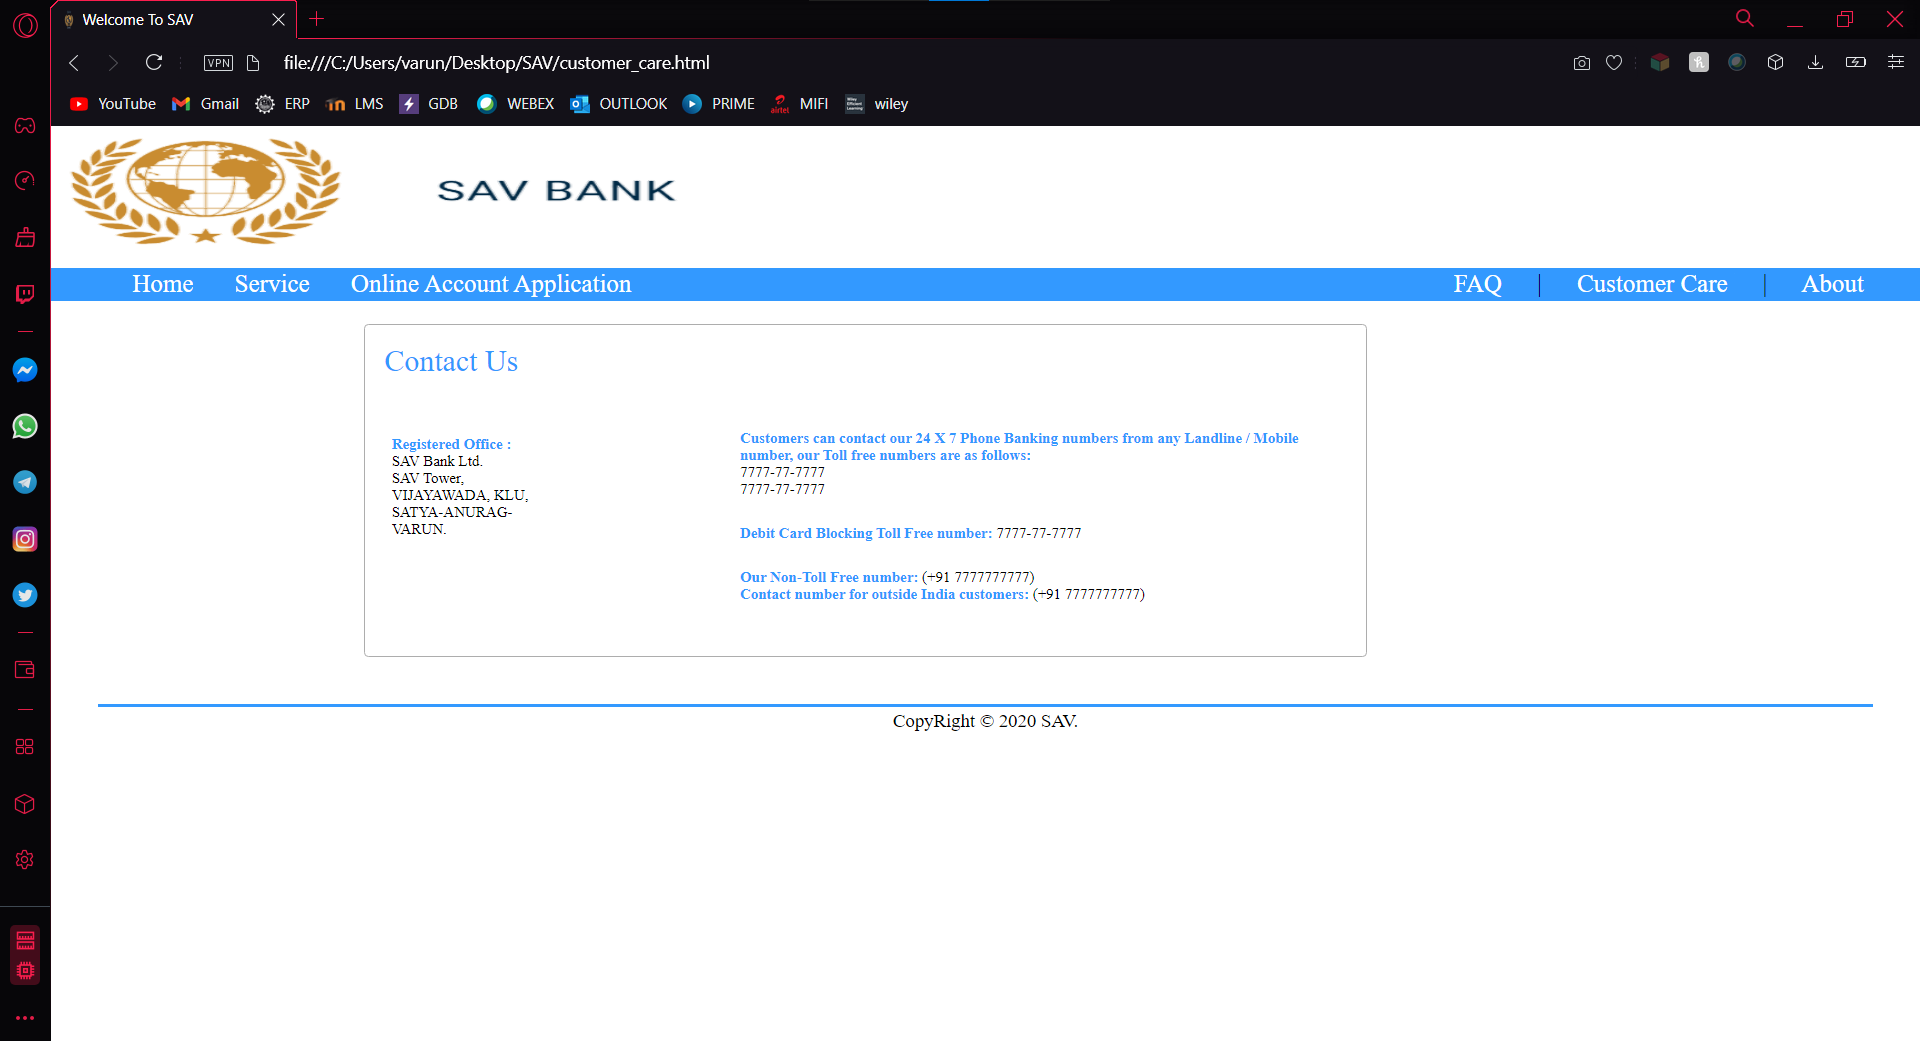 Welcome To SAV
VPN
file:///C:/Users/varun/Desktop/SAV/customer_care.html
YouTube Gmail ERP LMS GDB WEBEX OUTLOOK PRIME airtel MIFI wiley
SAV BANK
Home Service Online Account Application FAQ | Customer Care | About
Contact Us
Registered Office :
SAV Bank Ltd.
SAV Tower,
VIJAYAWADA, KLU,
SATYA-ANURAG-
VARUN.
Customers can contact our 24 X 7 Phone Banking numbers from any Landline / Mobile
number, our Toll free numbers are as follows:
7777-77-7777
7777-77-7777
Debit Card Blocking Toll Free number: 7777-77-7777
Our Non-Toll Free number: (+91 7777777777)
Contact number for outside India customers: (+91 7777777777)
CopyRight © 2020 SAV.